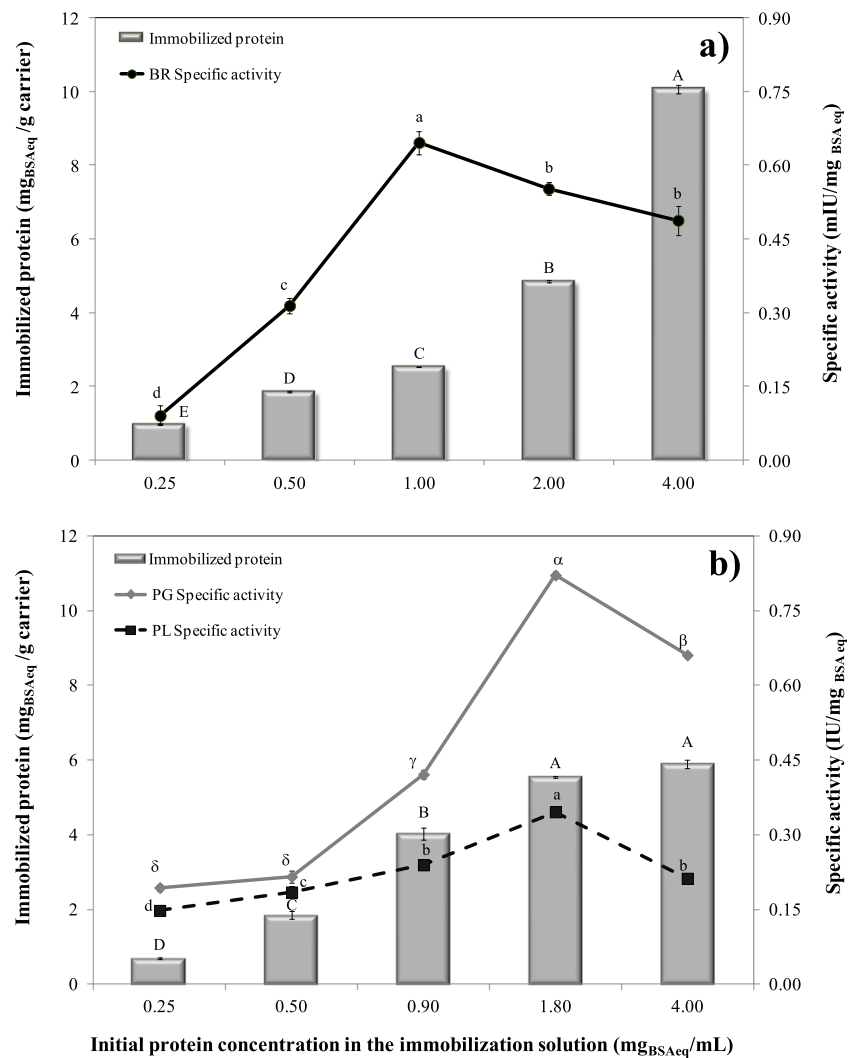 a)
Immobilized protein
BR Specific activity
Immobilized protein (mgBSAeq /g carrier)
Specific activity (mIU/mg BSA eq)
12
10
8
6
4
2
0
0.90
0.75
0.60
0.45
0.30
0.15
0.00
d
E
c
D
a
C
b
B
A
b
0.25 0.50 1.00 2.00 4.00
b)
Immobilized protein
PG Specific activity
PL Specific activity
Immobilized protein (mgBSAeq /g carrier)
Specific activity (IU/mg BSA eq)
12
10
8
6
4
2
0
0.90
0.75
0.60
0.45
0.30
0.15
0.00
δ
d
D
δ
c
C
γ
B
b
α
A
a
β
A
b
0.25 0.50 0.90 1.80 4.00
Initial protein concentration in the immobilization solution (mgBSAeq/mL)